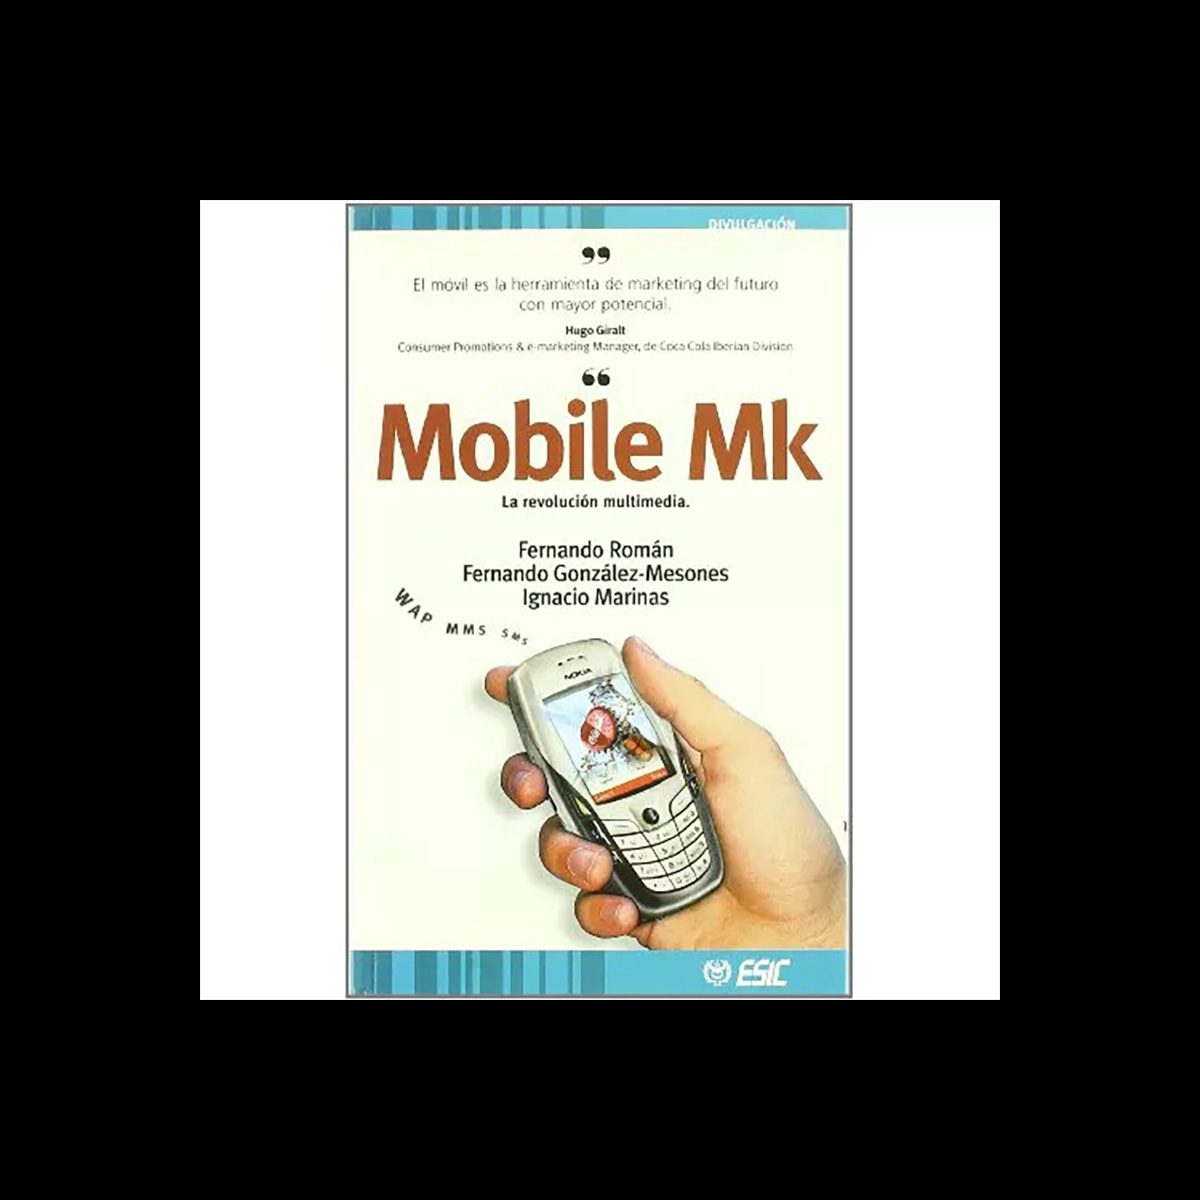 DIVULGACIÓN
”
El móvil es la herramienta de marketing del futuro
con mayor potencial.
Hugo Giralt
Consumer Promotions & e-marketing Manager, de Coca Cola Iberian Division
“
Mobile Mk
La revolución multimedia.
Fernando Román
Fernando González-Mesones
Ignacio Marinas
WAP MMS SMS
NOKIA
ESIC